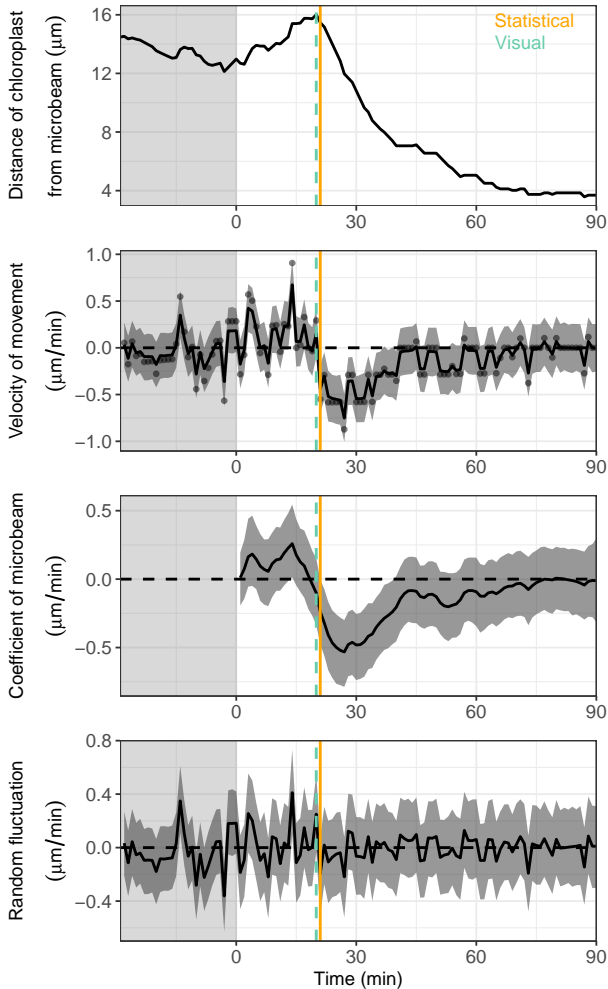 Distance of chloroplast
from microbeam (μm)
16
12
8
4
Statistical
Visual
0
30
60
90
Velocity of movement
(μm/min)
1.0
0.5
0.0
−0.5
−1.0
0
30
60
90
Coefficient of microbeam
(μm/min)
0.5
0.0
−0.5
0
30
60
90
Random fluctuation
(μm/min)
0.8
0.4
0.0
−0.4
0
30
60
90
Time (min)